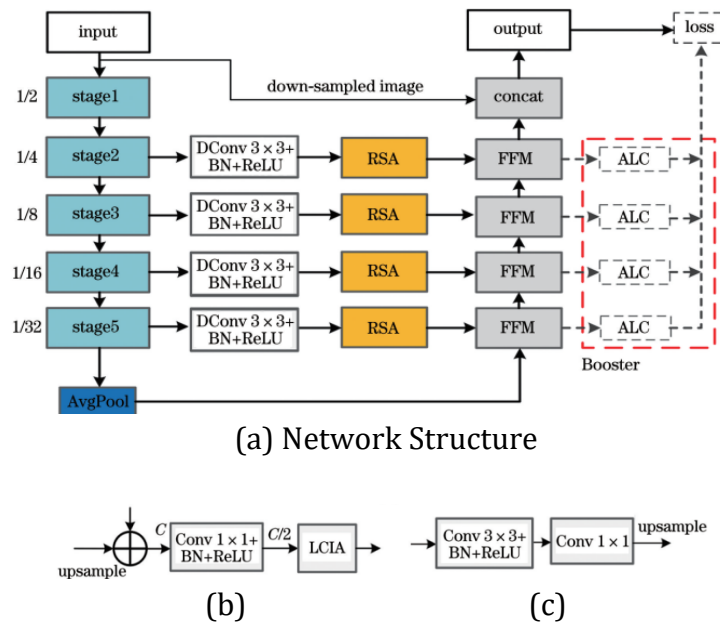 input
output
loss
down-sampled image
1/2
stage1
concat
1/4
stage2
DConv 3 × 3+
BN+ReLU
RSA
FFM
ALC
1/8
stage3
DConv 3 × 3+
BN+ReLU
RSA
FFM
ALC
1/16
stage4
DConv 3 × 3+
BN+ReLU
RSA
FFM
ALC
1/32
stage5
DConv 3 × 3+
BN+ReLU
RSA
FFM
ALC
Booster
AvgPool
(a) Network Structure
upsample
C
Conv 1 × 1+
BN+ReLU
C/2
LCIA
Conv 3 × 3+
BN+ReLU
Conv 1 × 1
upsample
(b)
(c)